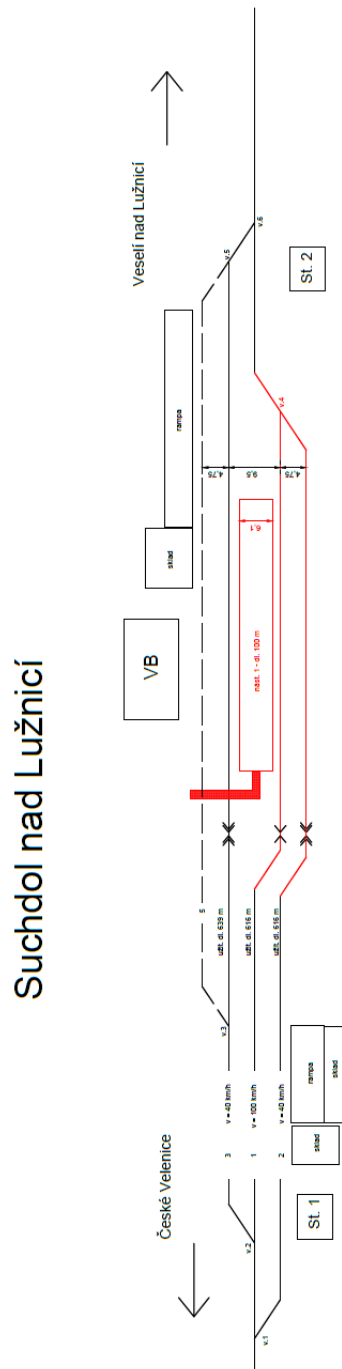 Suchdol nad Lužnicí
České Velenice
Veselí nad Lužnicí
VB
sklad
rampa
5
v.3
v.5
3
v = 40 km/h
užit. dl. 639 m
4,75
v.2
v.6
1
v = 100 km/h
užit. dl. 616 m
nást. 1 - dl. 100 m
6,1
9,5
2
v = 40 km/h
užit. dl. 616 m
v.4
4,75
v.1
St. 1
sklad
rampa
sklad
St. 2